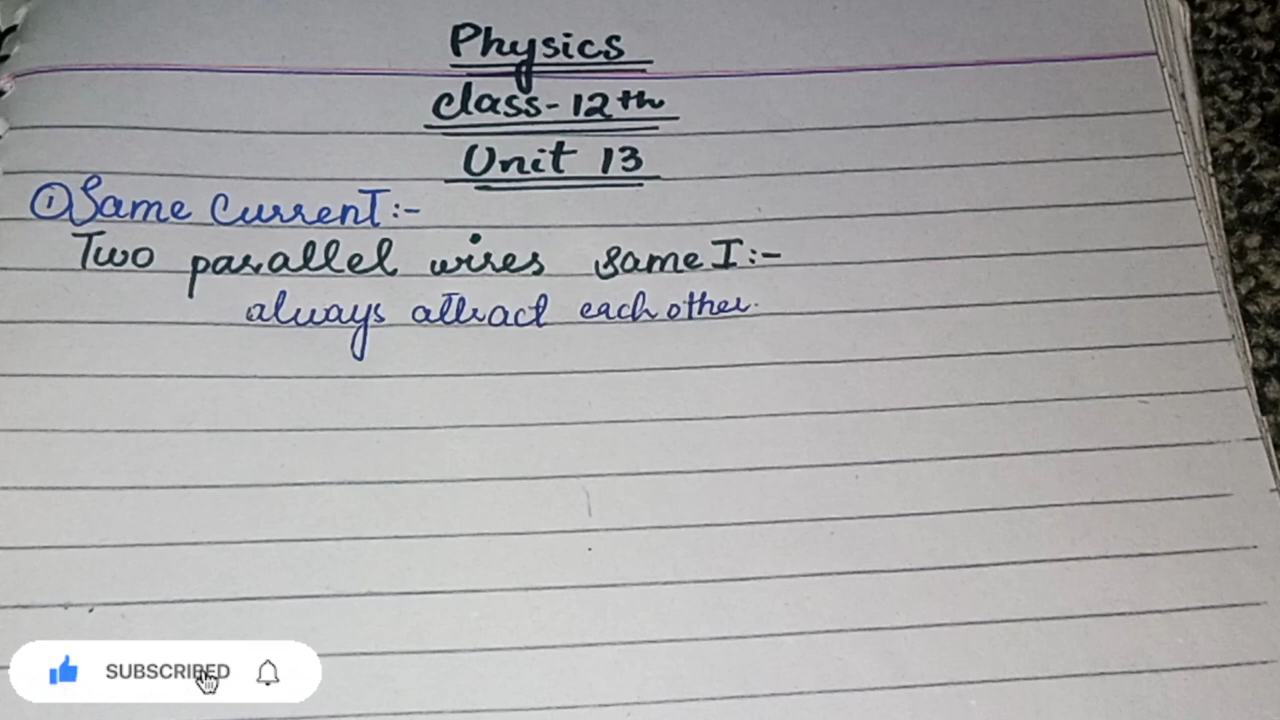 Physics
Class-12th
Unit 13
① Same Current:-
Two parallel wires same I:-
always attract each other.
SUBSCRIBED